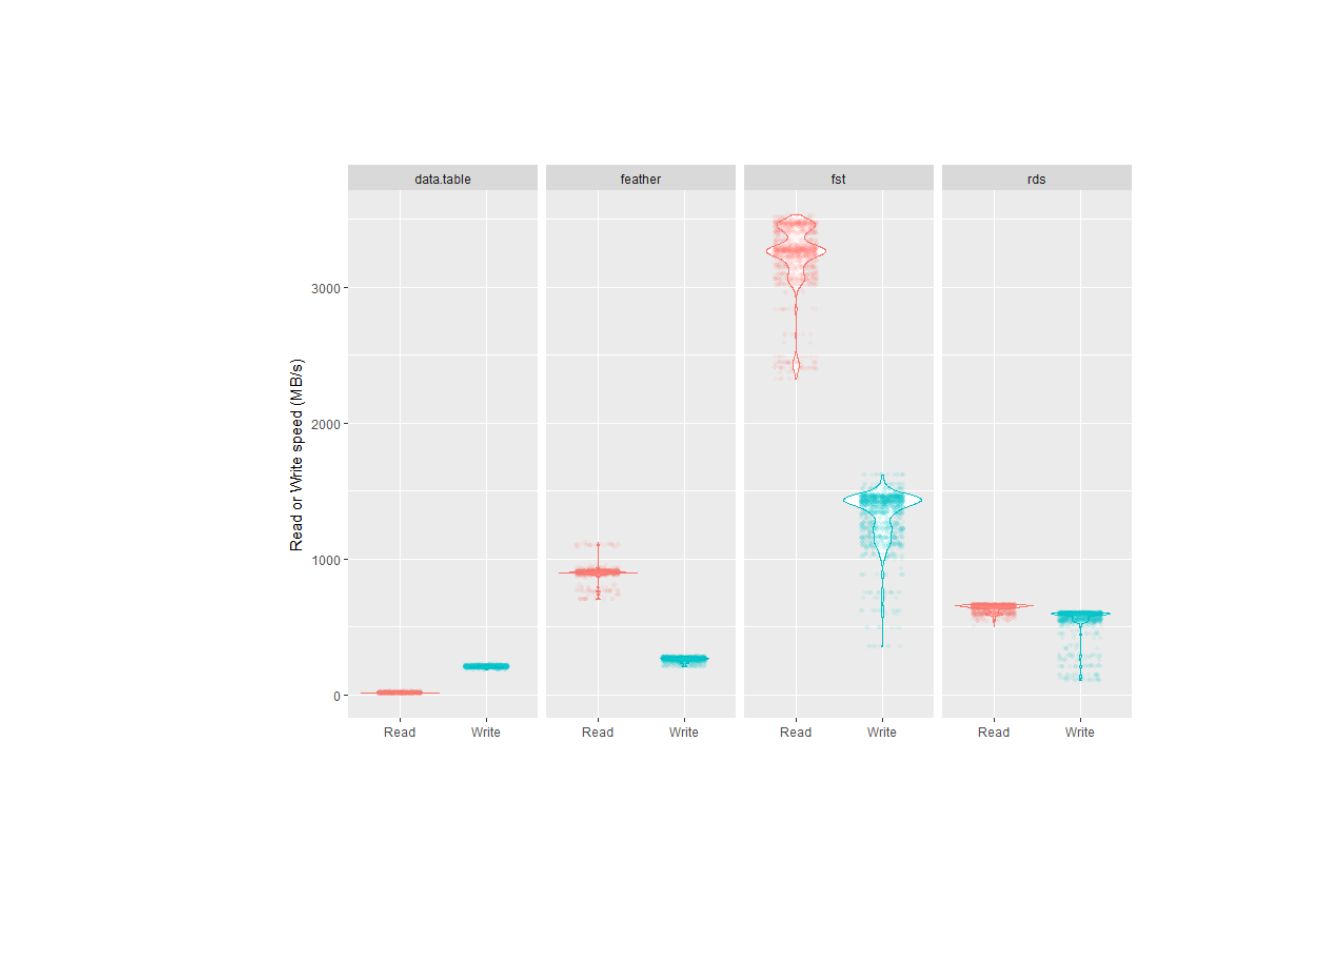 data.table feather fst rds
Read or Write speed (MB/s)
3000
2000
1000
0
Read Write Read Write Read Write Read Write